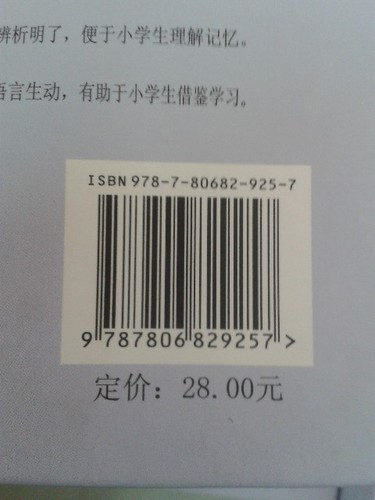 辨析明了，便于小学生理解记忆。
语言生动，有助于小学生借鉴学习。
ISBN 978-7-80682-925-7
9 787806 829257 >
定价：28.00元